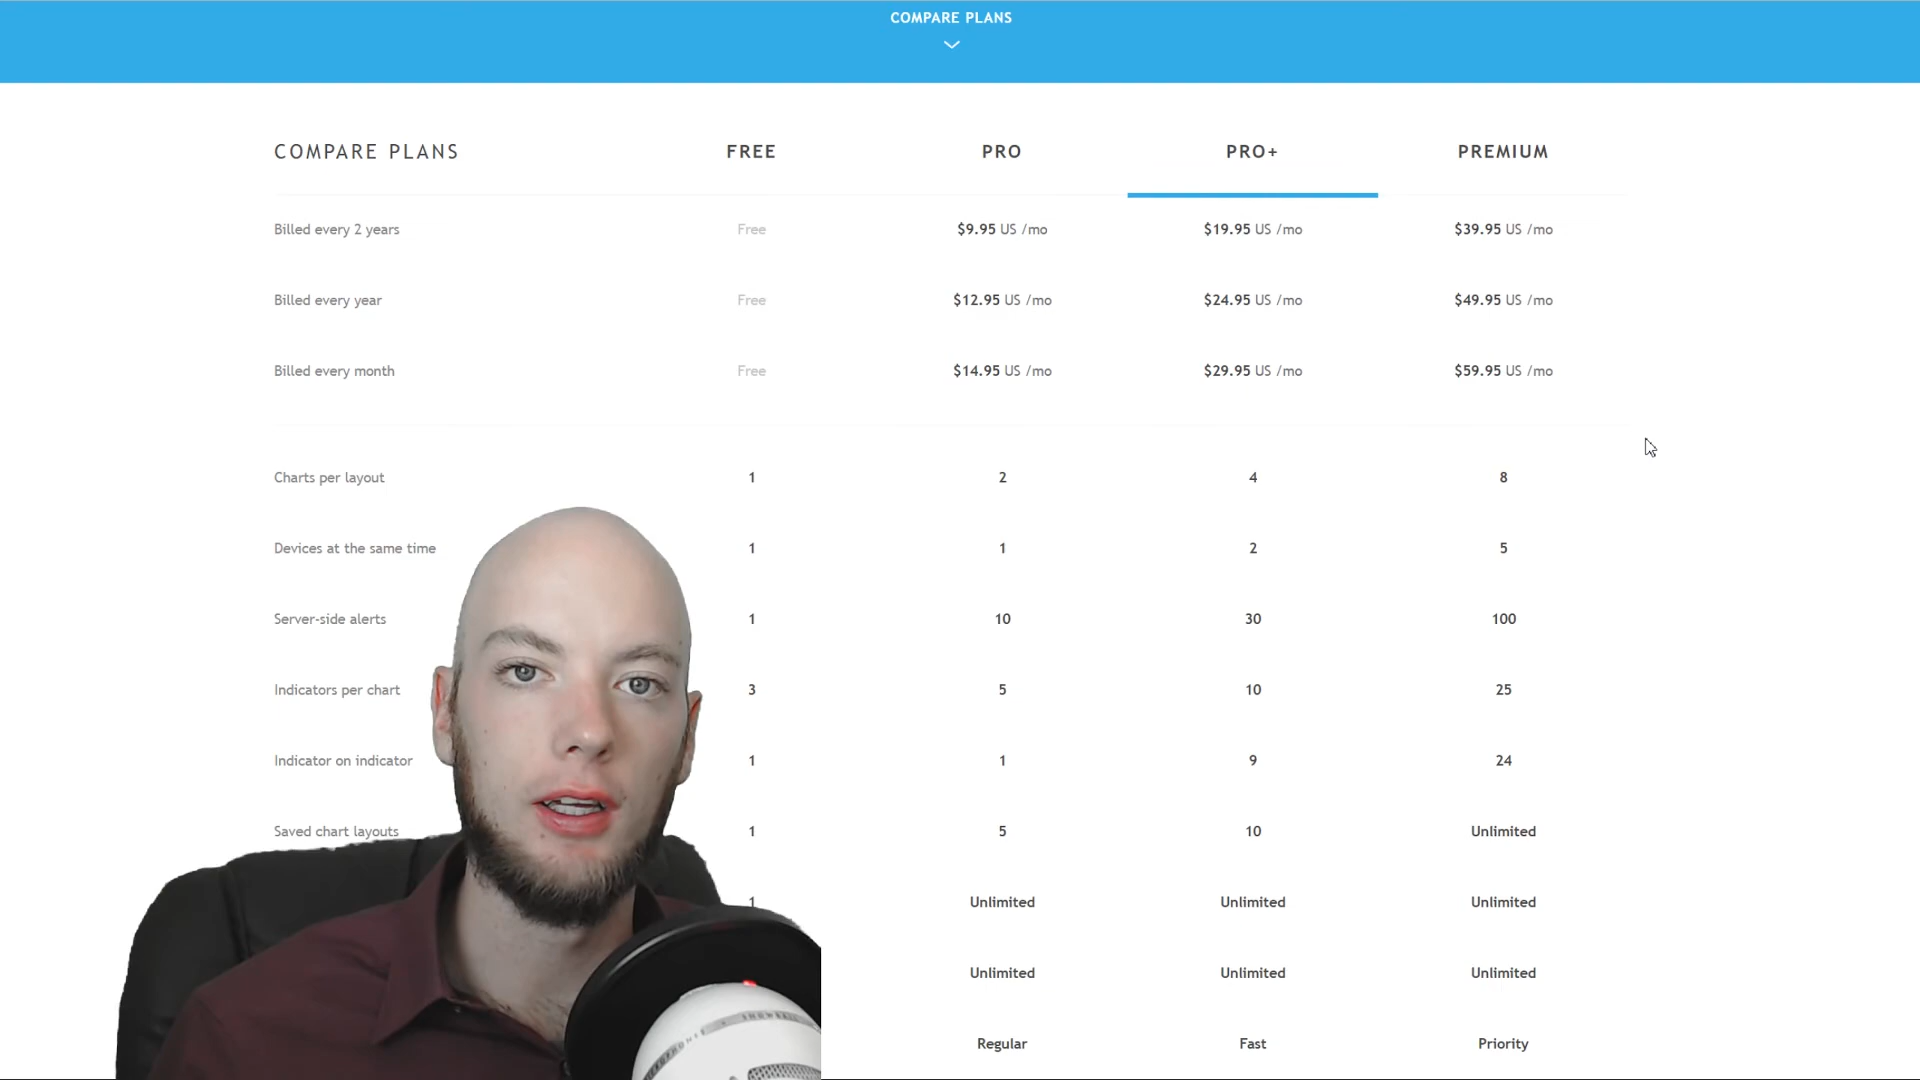 COMPARE PLANS
COMPARE PLANS FREE PRO PRO+ PREMIUM
Billed every 2 years Free $9.95 US /mo $19.95 US /mo $39.95 US /mo
Billed every year Free $12.95 US /mo $24.95 US /mo $49.95 US /mo
Billed every month Free $14.95 US /mo $29.95 US /mo $59.95 US /mo
Charts per layout 1 2 4 8
Devices at the same time 1 1 2 5
Server-side alerts 1 10 30 100
Indicators per chart 3 5 10 25
Indicator on indicator 1 1 9 24
Saved chart layouts 1 5 10 Unlimited
1 Unlimited Unlimited Unlimited
Unlimited Unlimited Unlimited
Regular Fast Priority